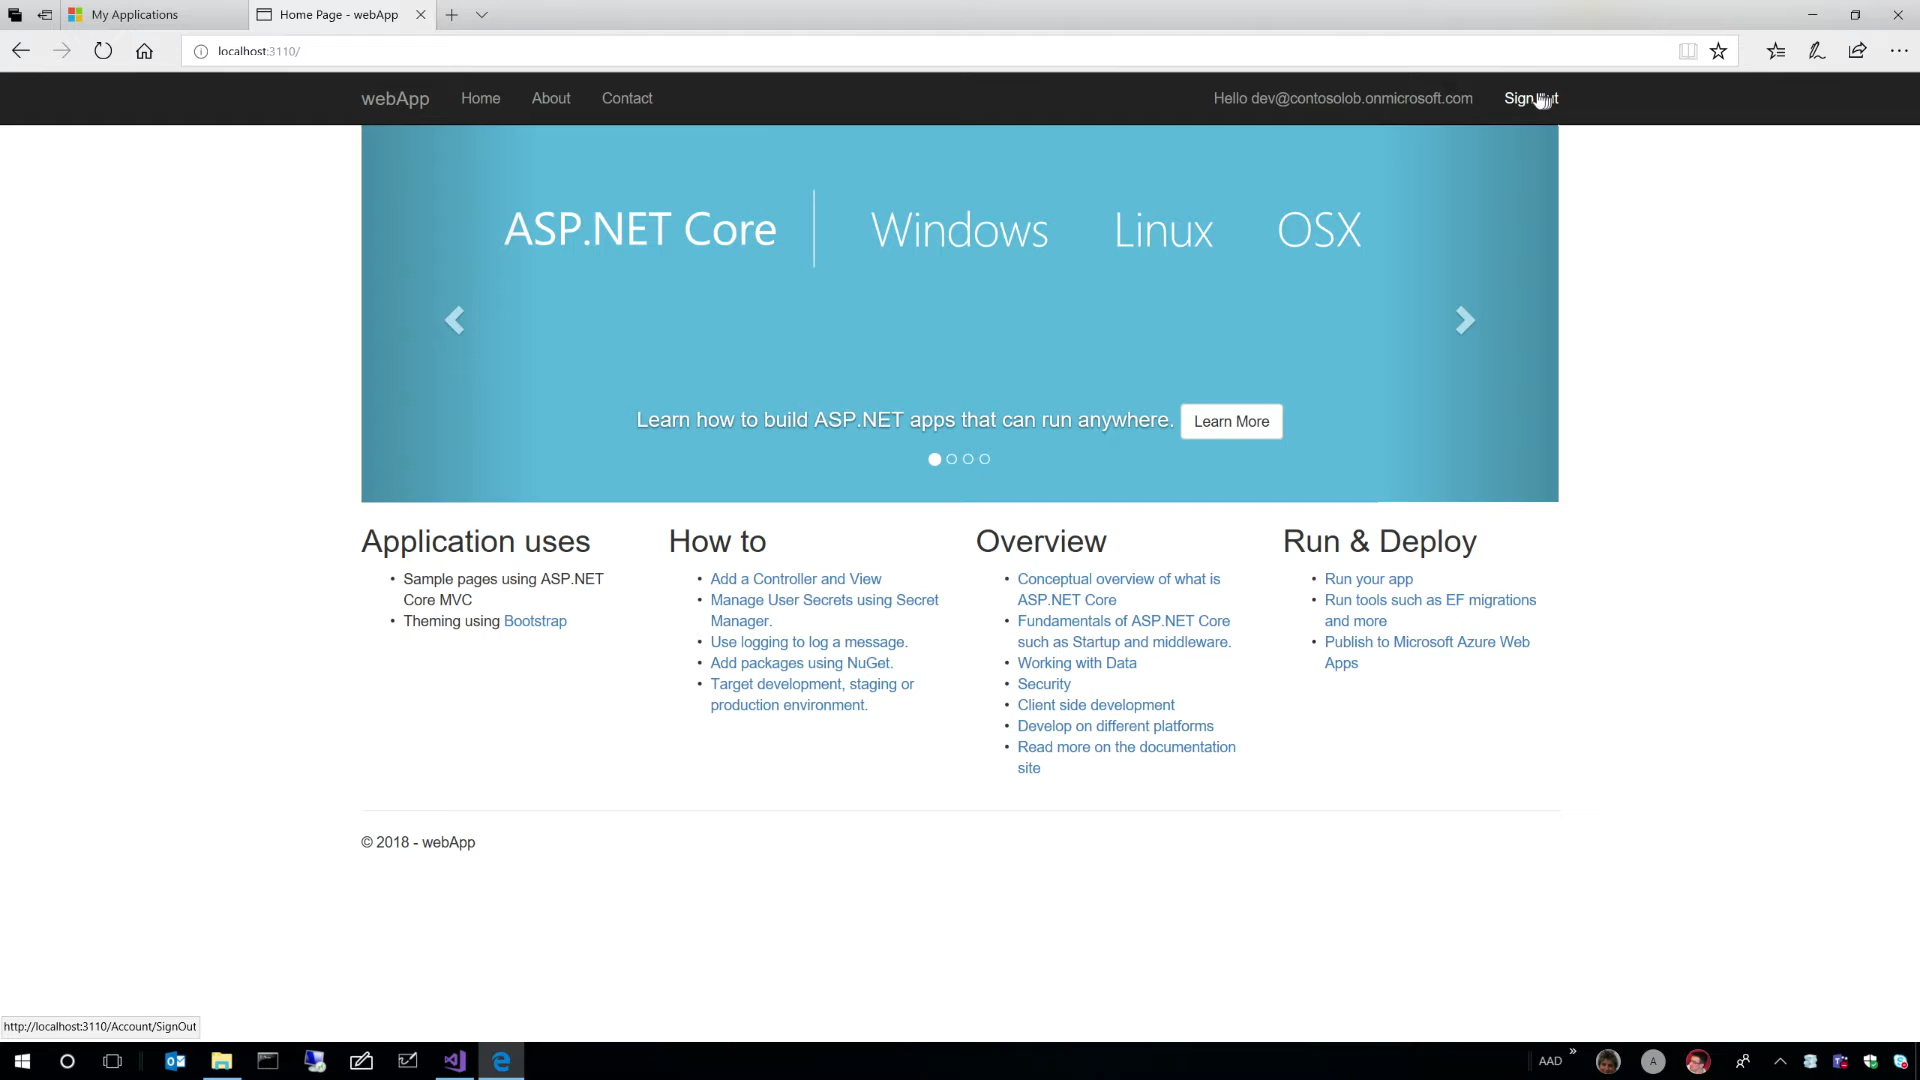 My Applications
Home Page - webApp
localhost:3110/
webApp
Home
About
Contact
Hello dev@contosolob.onmicrosoft.com
ASP.NET Core
Windows
Linux
OSX
Learn how to build ASP.NET apps that can run anywhere.
Learn More
Application uses
Sample pages using ASP.NET
Core MVC
Theming using Bootstrap
How to
Add a Controller and View
Manage User Secrets using Secret
Manager.
Use logging to log a message.
Add packages using NuGet.
Target development, staging or
production environment.
Overview
Conceptual overview of what is
ASP.NET Core
Fundamentals of ASP.NET Core
such as Startup and middleware.
Working with Data
Security
Client side development
Develop on different platforms
Read more on the documentation
site
Run & Deploy
Run your app
Run tools such as EF migrations
and more
Publish to Microsoft Azure Web
Apps
© 2018 - webApp
http://localhost:3110/Account/SignOut
AAD
A